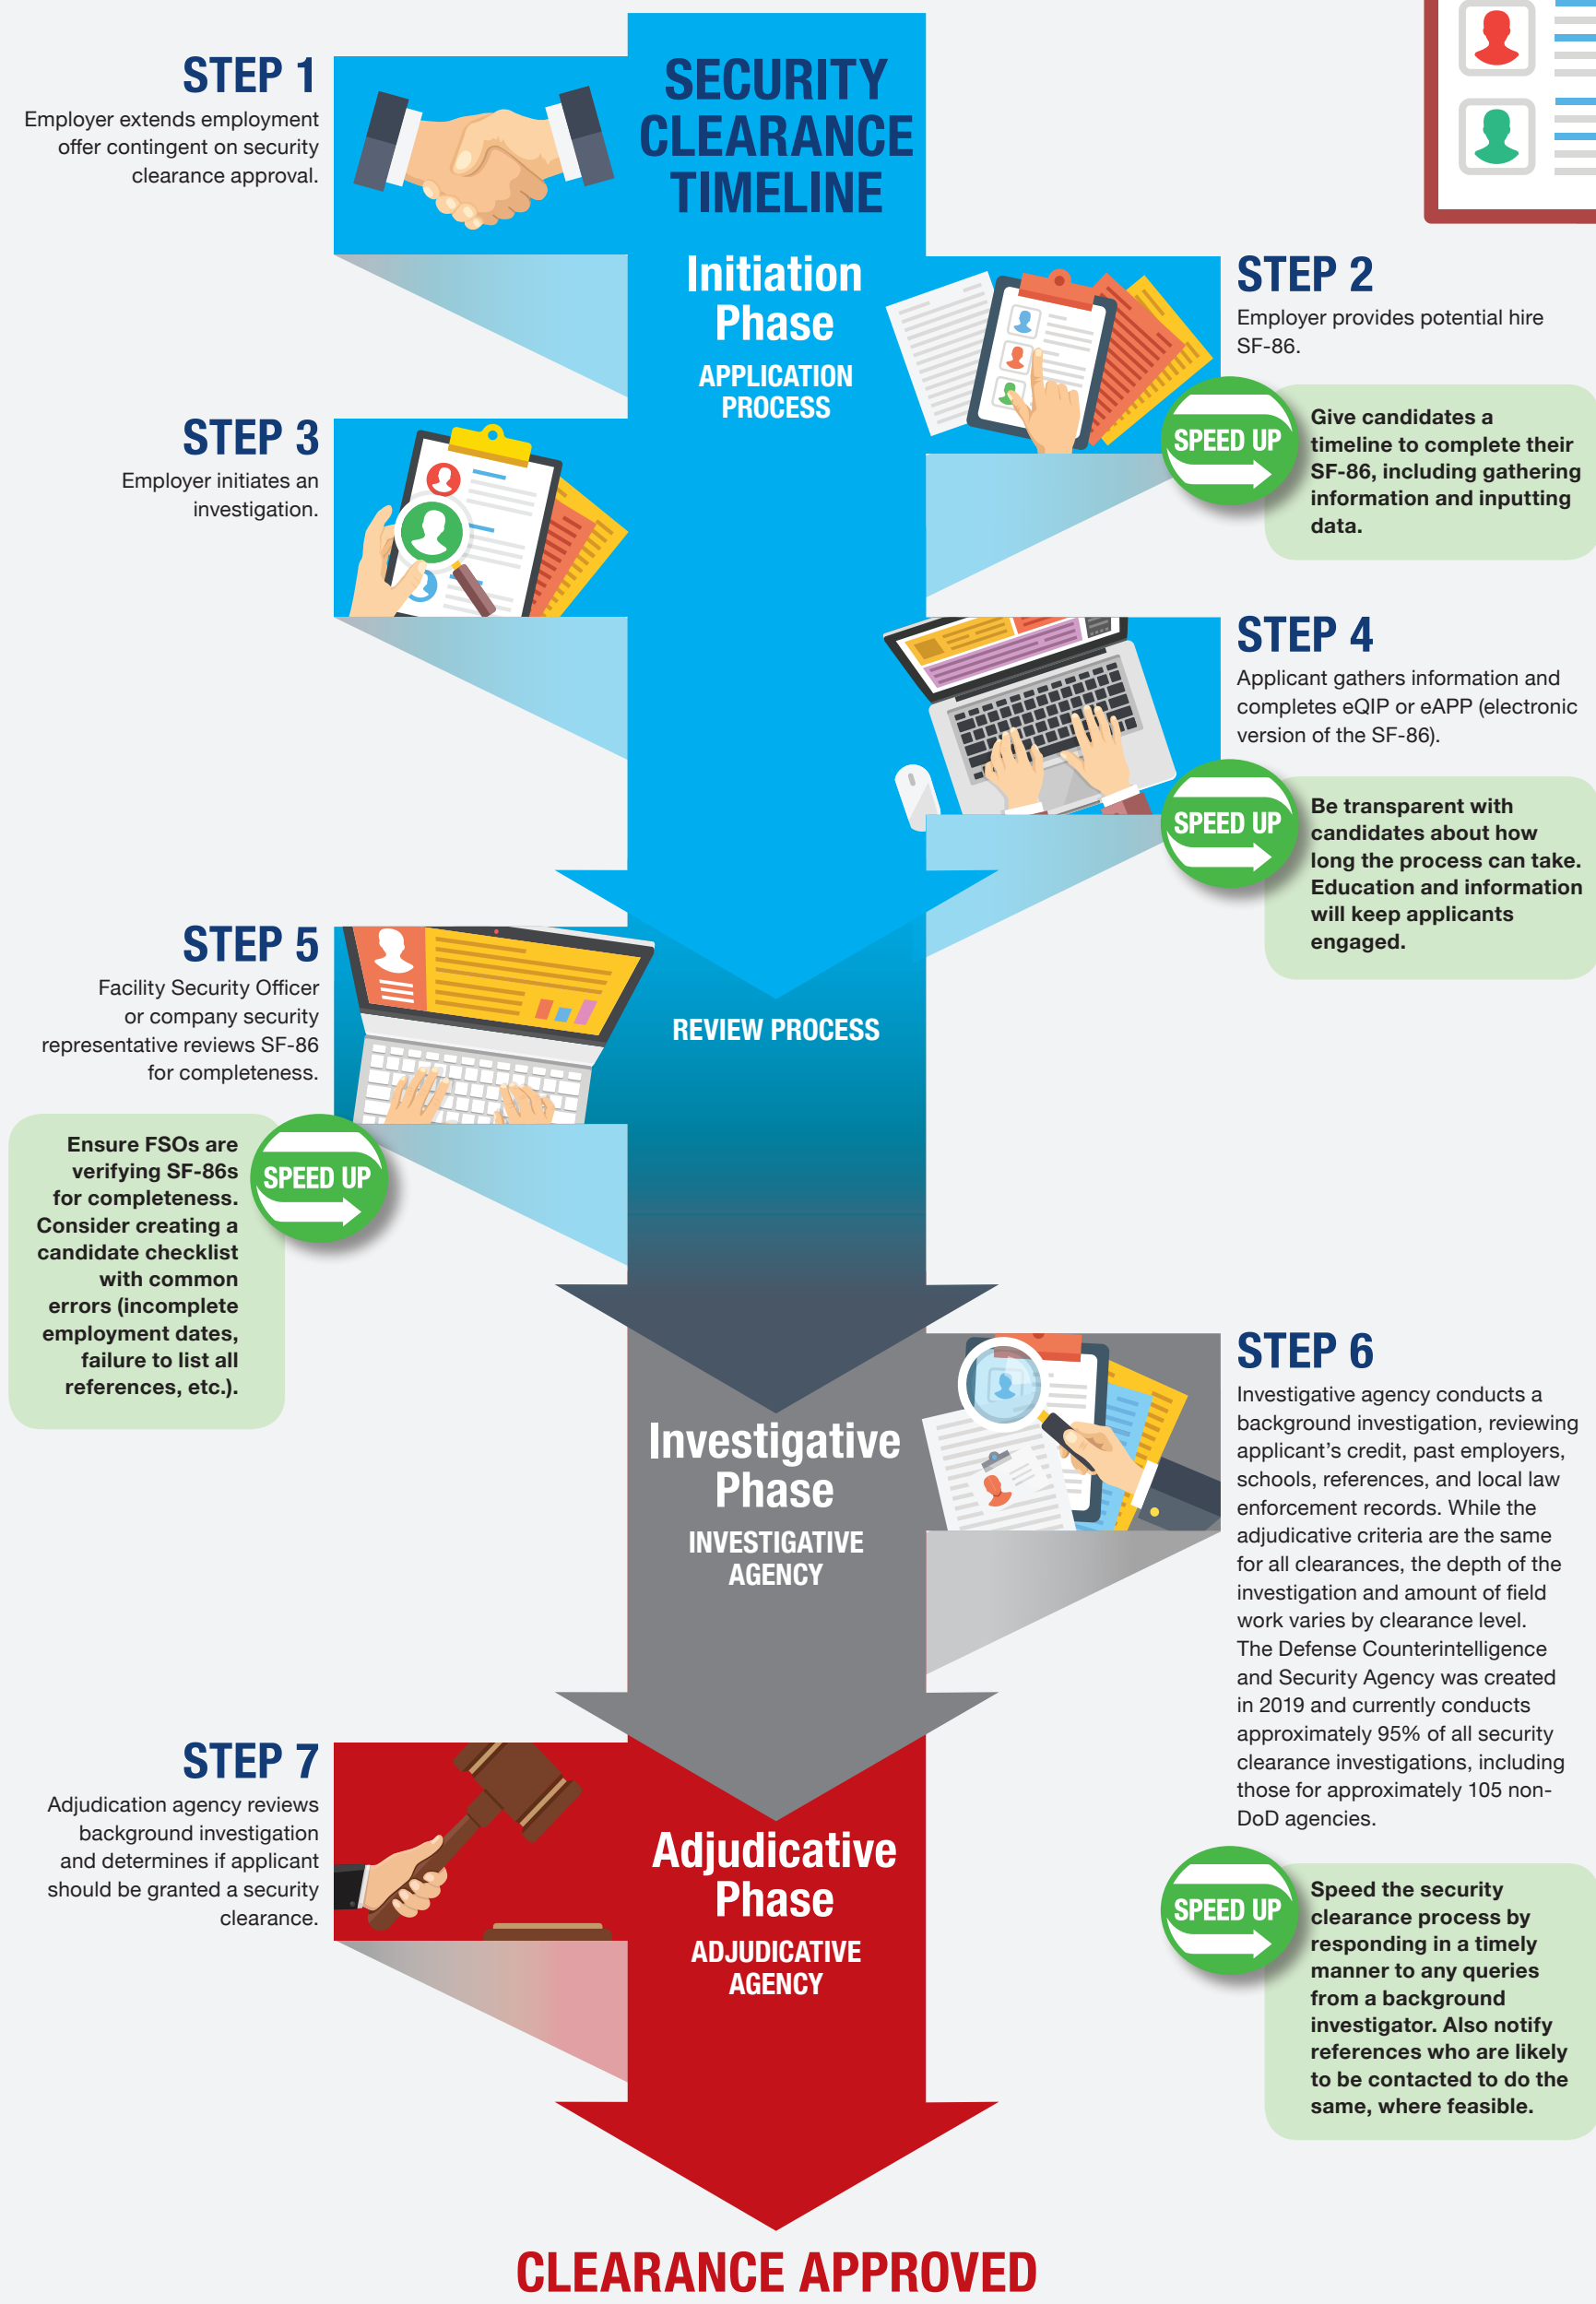 SECURITY
CLEARANCE
TIMELINE
STEP 1
Employer extends employment
offer contingent on security
clearance approval.
Initiation
Phase
APPLICATION
PROCESS
STEP 2
Employer provides potential hire
SF-86.
SPEED UP
Give candidates a
timeline to complete their
SF-86, including gathering
information and inputting
data.
STEP 3
Employer initiates an
investigation.
STEP 4
Applicant gathers information and
completes eQIP or eAPP (electronic
version of the SF-86).
SPEED UP
Be transparent with
candidates about how
long the process can take.
Education and information
will keep applicants
engaged.
STEP 5
Facility Security Officer
or company security
representative reviews SF-86
for completeness.
REVIEW PROCESS
Ensure FSOs are
verifying SF-86s
for completeness.
Consider creating a
candidate checklist
with common
errors (incomplete
employment dates,
failure to list all
references, etc.).
SPEED UP
Investigative
Phase
INVESTIGATIVE
AGENCY
STEP 6
Investigative agency conducts a
background investigation, reviewing
applicant’s credit, past employers,
schools, references, and local law
enforcement records. While the
adjudicative criteria are the same
for all clearances, the depth of the
investigation and amount of field
work varies by clearance level.
The Defense Counterintelligence
and Security Agency was created
in 2019 and currently conducts
approximately 95% of all security
clearance investigations, including
those for approximately 105 non-
DoD agencies.
SPEED UP
Speed the security
clearance process by
responding in a timely
manner to any queries
from a background
investigator. Also notify
references who are likely
to be contacted to do the
same, where feasible.
STEP 7
Adjudication agency reviews
background investigation
and determines if applicant
should be granted a security
clearance.
Adjudicative
Phase
ADJUDICATIVE
AGENCY
CLEARANCE APPROVED